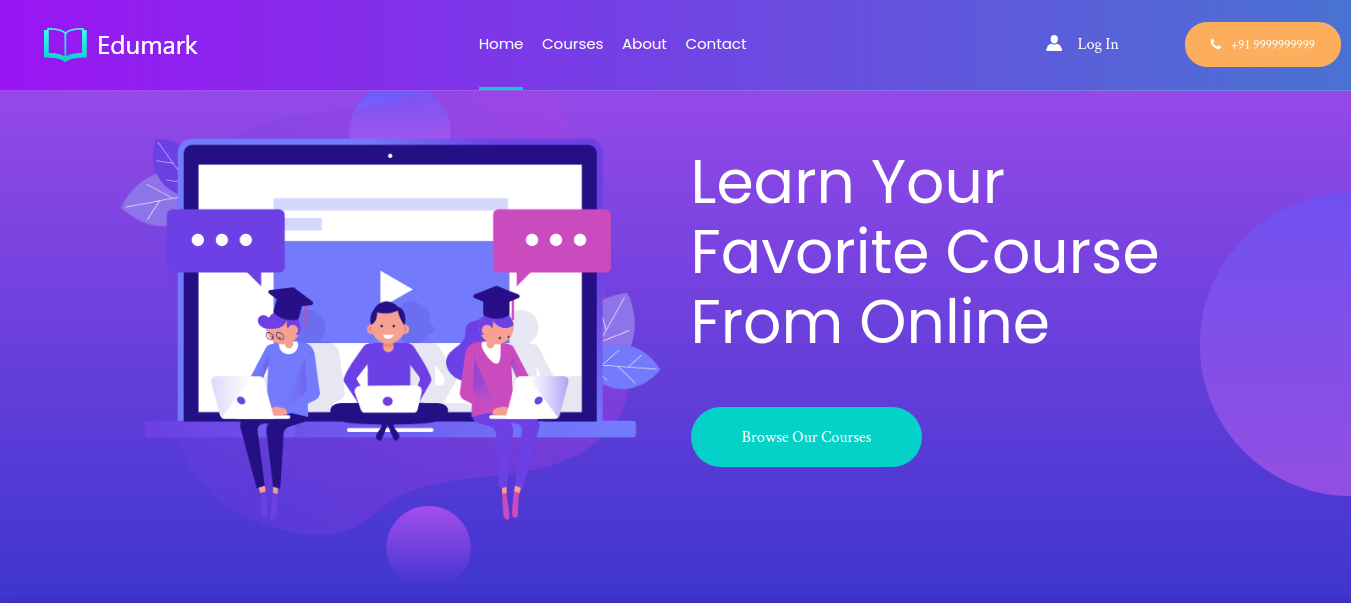 Edumark
Home Courses About Contact
Log In
+91 9999999999
Learn Your
Favorite Course
From Online
Browse Our Courses